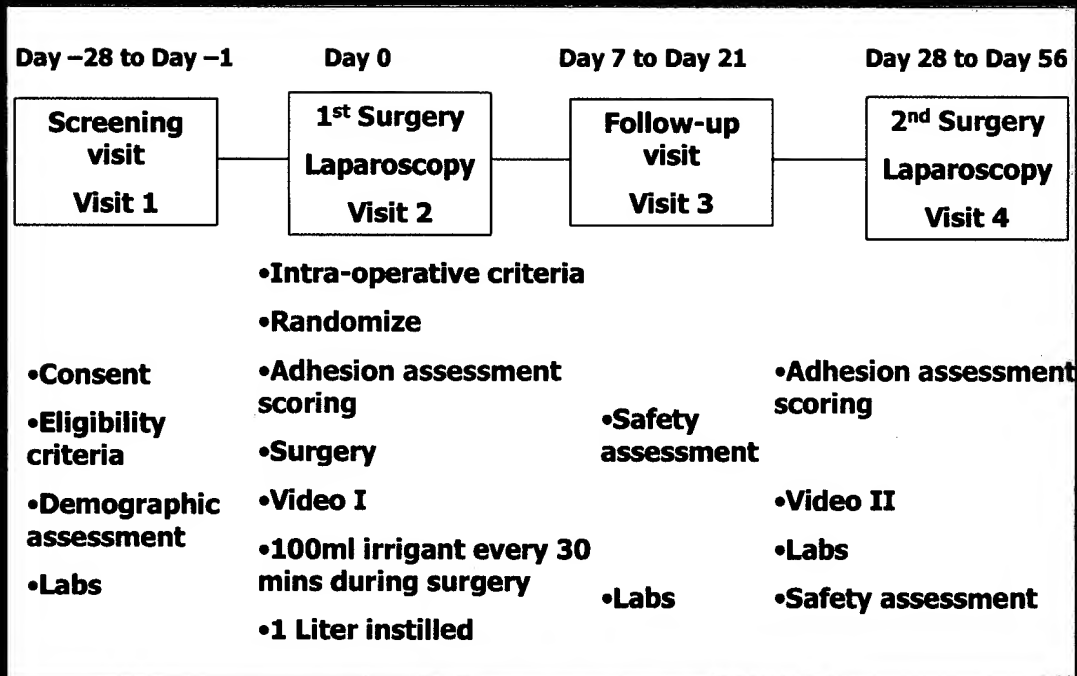 Day –28 to Day –1
Day 0
Day 7 to Day 21
Day 28 to Day 56
Screening
visit
Visit 1
1st Surgery
Laparoscopy
Visit 2
Follow-up
visit
Visit 3
2nd Surgery
Laparoscopy
Visit 4
•Consent
•Eligibility
criteria
•Demographic
assessment
•Labs
•Intra-operative criteria
•Randomize
•Adhesion assessment
scoring
•Surgery
•Video I
•100ml irrigant every 30
mins during surgery
•1 Liter instilled
•Safety
assessment
•Labs
•Adhesion assessment
scoring
•Video II
•Labs
•Safety assessment